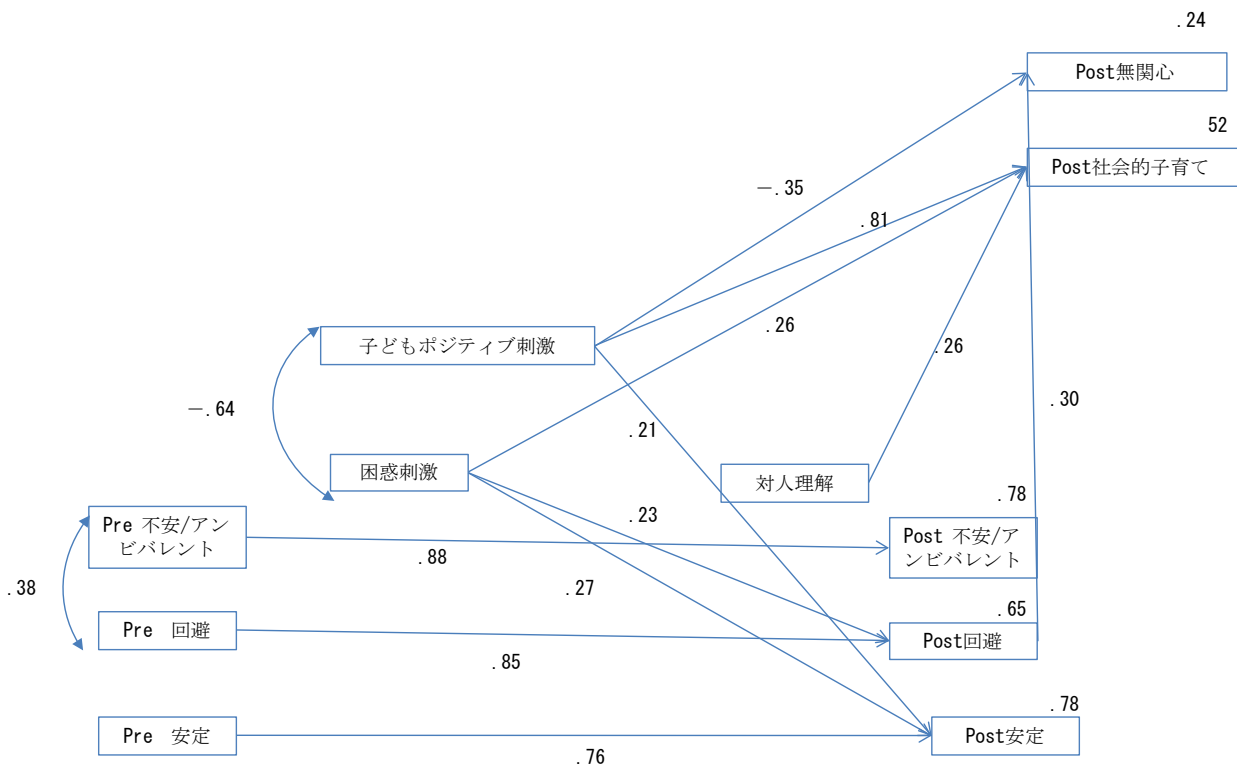 .24
Post無関心
52
Post社会的子育て
－.35
.81
.26
子どもポジティブ刺激
.26
－.64
.30
.21
困惑刺激
対人理解
.78
Pre 不安/アン
ビバレント
.23
Post 不安/ア
ンビバレント
.88
.38
.27
.65
Pre　回避
Post回避
.85
.78
Pre　安定
Post安定
.76